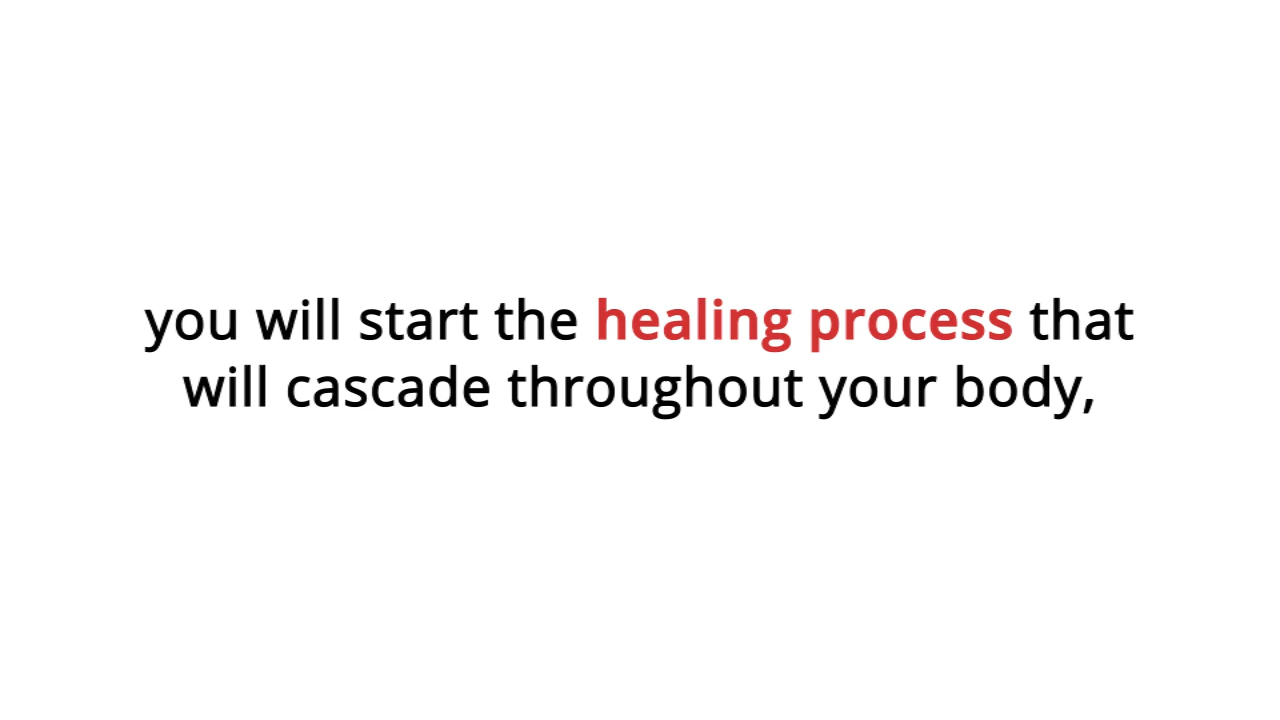 you will start the healing process that
will cascade throughout your body,